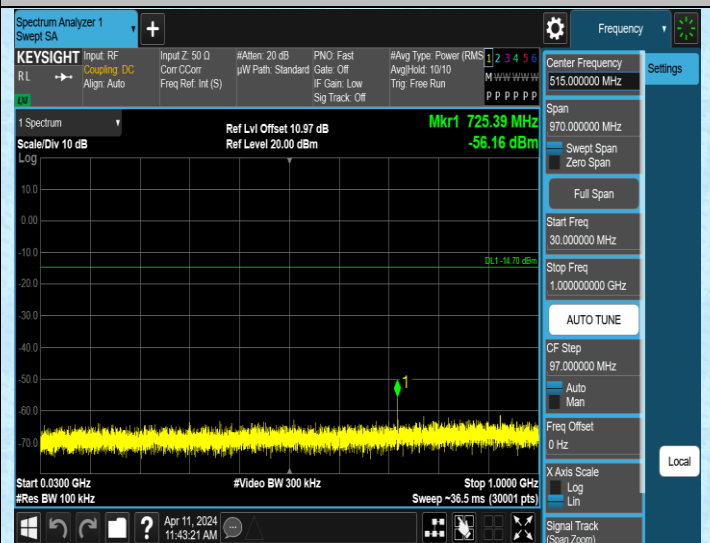 Spectrum Analyzer 1
Swept SA
+
Frequency
KEYSIGHT
RL
LXI
Input: RF
Coupling: DC
Align: Auto
Input Z: 50 Ω
Corr CCorr
Freq Ref: Int (S)
#Atten: 20 dB
µW Path: Standard
PNO: Fast
Gate: Off
IF Gain: Low
Sig Track: Off
#Avg Type: Power (RMS
Avg|Hold: 10/10
Trig: Free Run
1 2 3 4 5 6
M W W W W W
P P P P P P
1 Spectrum
Scale/Div 10 dB
Log
Ref Lvl Offset 10.97 dB
Ref Level 20.00 dBm
Mkr1 725.39 MHz
-56.16 dBm
10.0
0.00
-10.0
DL1 -14.70 dBm
-20.0
-30.0
-40.0
-50.0
1
-60.0
-70.0
Start 0.0300 GHz
#Res BW 100 kHz
#Video BW 300 kHz
Stop 1.0000 GHz
Sweep ~36.5 ms (30001 pts)
?
Apr 11, 2024
11:43:21 AM
Center Frequency
515.000000 MHz
Span
970.000000 MHz
Swept Span
Zero Span
Full Span
Start Freq
30.000000 MHz
Stop Freq
1.000000000 GHz
AUTO TUNE
CF Step
97.000000 MHz
Auto
Man
Freq Offset
0 Hz
X Axis Scale
Log
Lin
Signal Track
(Span Zoom)
Settings
Local